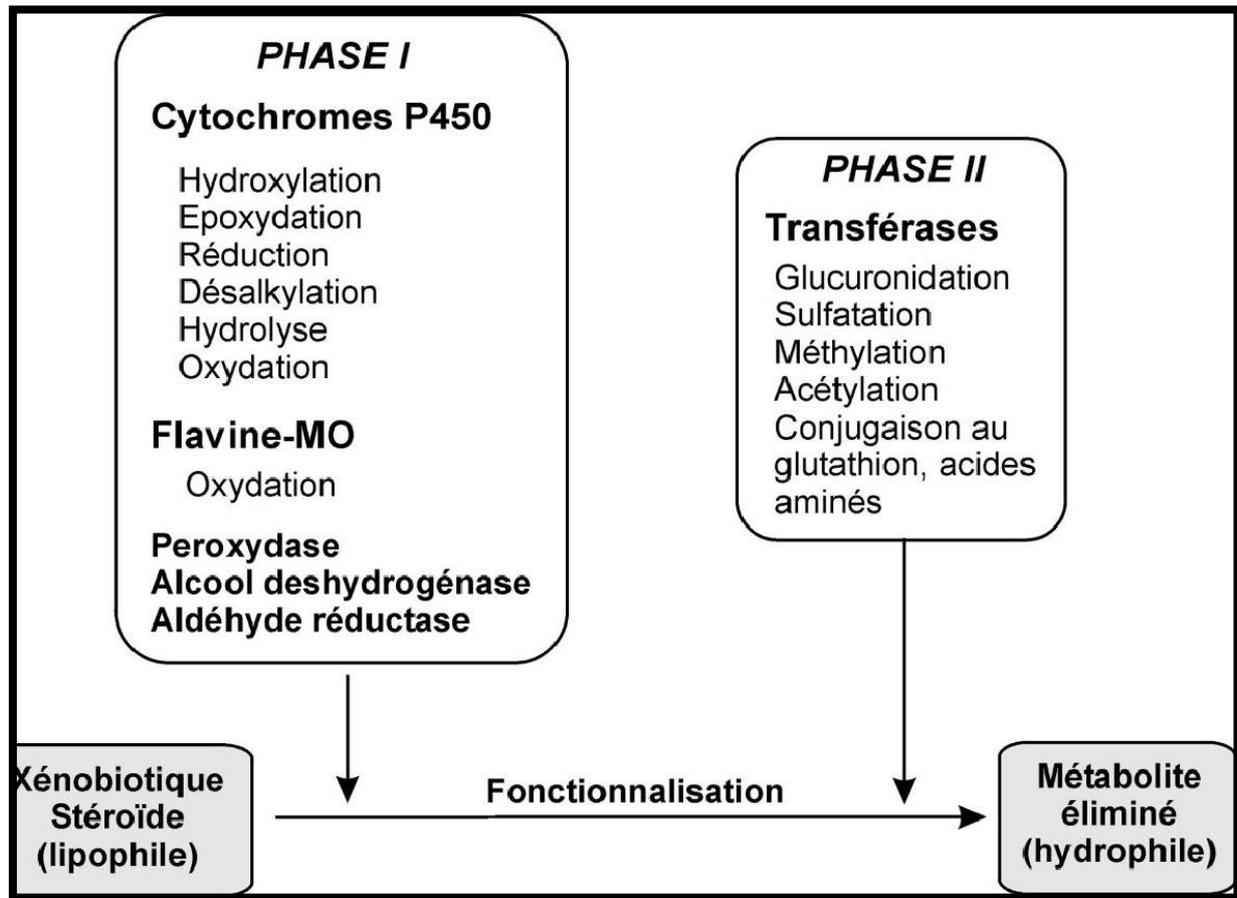 PHASE I
Cytochromes P450
Hydroxylation
Epoxydation
Réduction
Désalkylation
Hydrolyse
Oxydation
Flavine-MO
Oxydation
Peroxydase
Alcool deshydrogénase
Aldéhyde réductase
PHASE II
Transférases
Glucuronidation
Sulfatation
Méthylation
Acétylation
Conjugaison au
glutathion, acides
aminés
Xénobiotique
Stéroïde
(lipophile)
Fonctionnalisation
Métabolite
éliminé
(hydrophile)